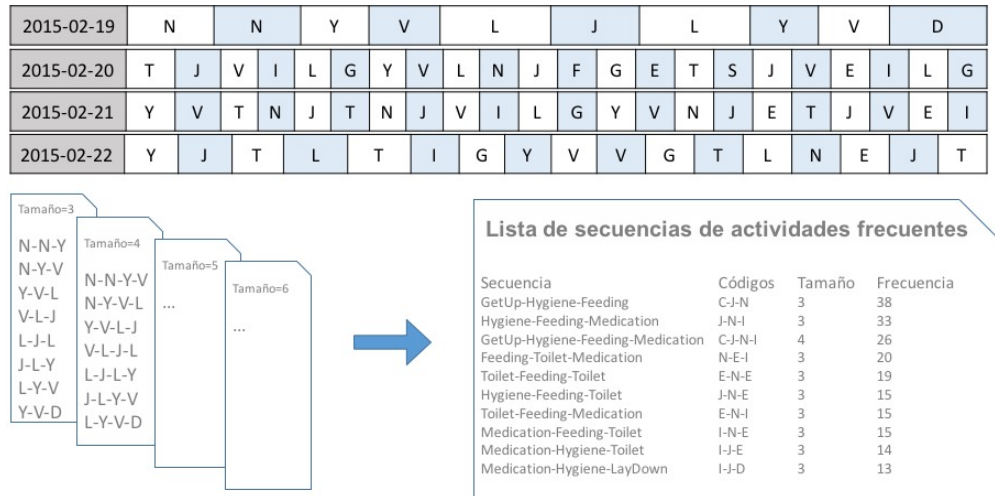 2015-02-19 N N Y V L J L Y V D
2015-02-20 T J V I L G Y V L N J F G E T S J V E I L G
2015-02-21 Y V T N J T N J V I L G Y V N J E T J V E I
2015-02-22 Y J T L T I G Y V V G T L N E J T
Tamaño=3
N-N-Y
N-Y-V
Y-V-L
V-L-J
L-J-L
J-L-Y
L-Y-V
Y-V-D
Tamaño=4
N-N-Y-V
N-Y-V-L
Y-V-L-J
V-L-J-L
L-J-L-Y
J-L-Y-V
L-Y-V-D
Tamaño=5
...
Tamaño=6
...
Lista de secuencias de actividades frecuentes
Secuencia Códigos Tamaño Frecuencia
GetUp-Hygiene-Feeding C-J-N 3 38
Hygiene-Feeding-Medication J-N-I 3 33
GetUp-Hygiene-Feeding-Medication C-J-N-I 4 26
Feeding-Toilet-Medication N-E-I 3 20
Toilet-Feeding-Toilet E-N-E 3 19
Hygiene-Feeding-Toilet J-N-E 3 15
Toilet-Feeding-Medication E-N-I 3 15
Medication-Feeding-Toilet I-N-E 3 15
Medication-Hygiene-Toilet I-J-E 3 14
Medication-Hygiene-LayDown I-J-D 3 13